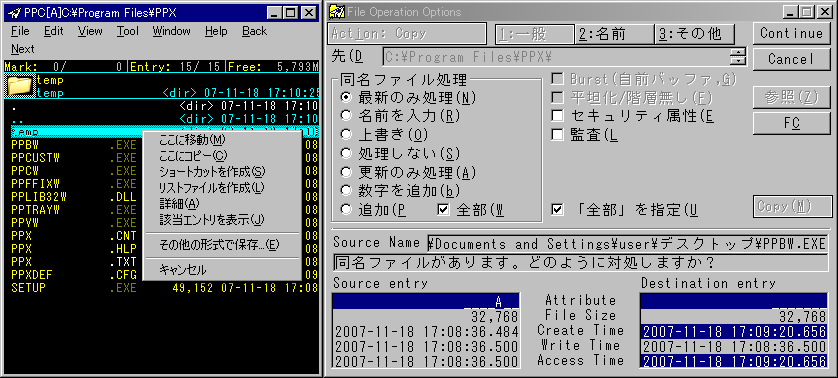 PPC[A]C:¥Program Files¥PPX
File Edit View Tool Window Help Back
Next
Mark: 0/ 0 Entry: 15/ 15 Free: 5,793M
temp
temp <dir> 07-11-18 17:10:25
. <dir> 07-11-18 17:10
.. <dir> 07-11-18 17:10
temp
PPBW .EXE 08
PPCUSTW .EXE 08
PPCW .EXE 08
PPFFIXW .EXE 08
PPLIB32W .DLL 08
PPTRAYW .EXE 08
PPVW .EXE 08
PPX .CNT 08
PPX .HLP 08
PPX .TXT 08
PPXDEF .CFG 09
SETUP .EXE 49,152 07-11-18 17:08
ここに移動(M)
ここにコピー(C)
ショートカットを作成(S)
リストファイルを作成(L)
詳細(A)
該当エントリを表示(J)
その他の形式で保存...(E)
キャンセル
File Operation Options
Action: Copy 1:一般 2:名前 3:その他 Continue
先(D C:¥Program Files¥PPX¥ Cancel
同名ファイル処理
最新のみ処理(N)
名前を入力(R)
上書き(O)
処理しない(S)
更新のみ処理(A)
数字を追加(b)
追加(P 全部(W
Burst(自前バッファ,G)
平坦化/階層無し(F)
セキュリティ属性(E
監査(L
「全部」を指定(U
参照(Z)
FC
Copy(M)
Source Name ¥Documents and Settings¥user¥デスクトップ¥PPBW.EXE
同名ファイルがあります。どのように対処しますか？
Source entry Destination entry
A Attribute
32,768 File Size 32,768
2007-11-18 17:08:36.484 Create Time 2007-11-18 17:09:20.656
2007-11-18 17:08:36.500 Write Time 2007-11-18 17:08:36.500
2007-11-18 17:08:36.500 Access Time 2007-11-18 17:09:20.656